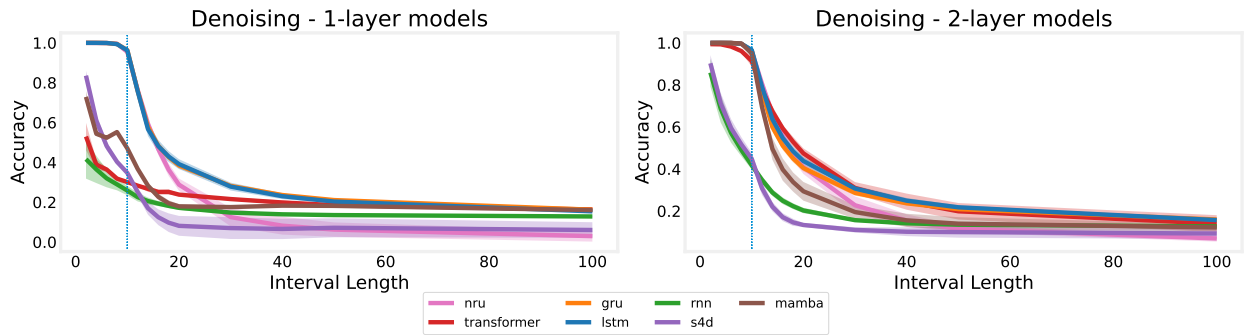 Denoising - 1-layer models
Accuracy
1.0
0.8
0.6
0.4
0.2
0.0
0 20 40 60 80 100
Interval Length
Denoising - 2-layer models
Accuracy
1.0
0.8
0.6
0.4
0.2
0 20 40 60 80 100
Interval Length
nru gru rnn mamba
transformer lstm s4d